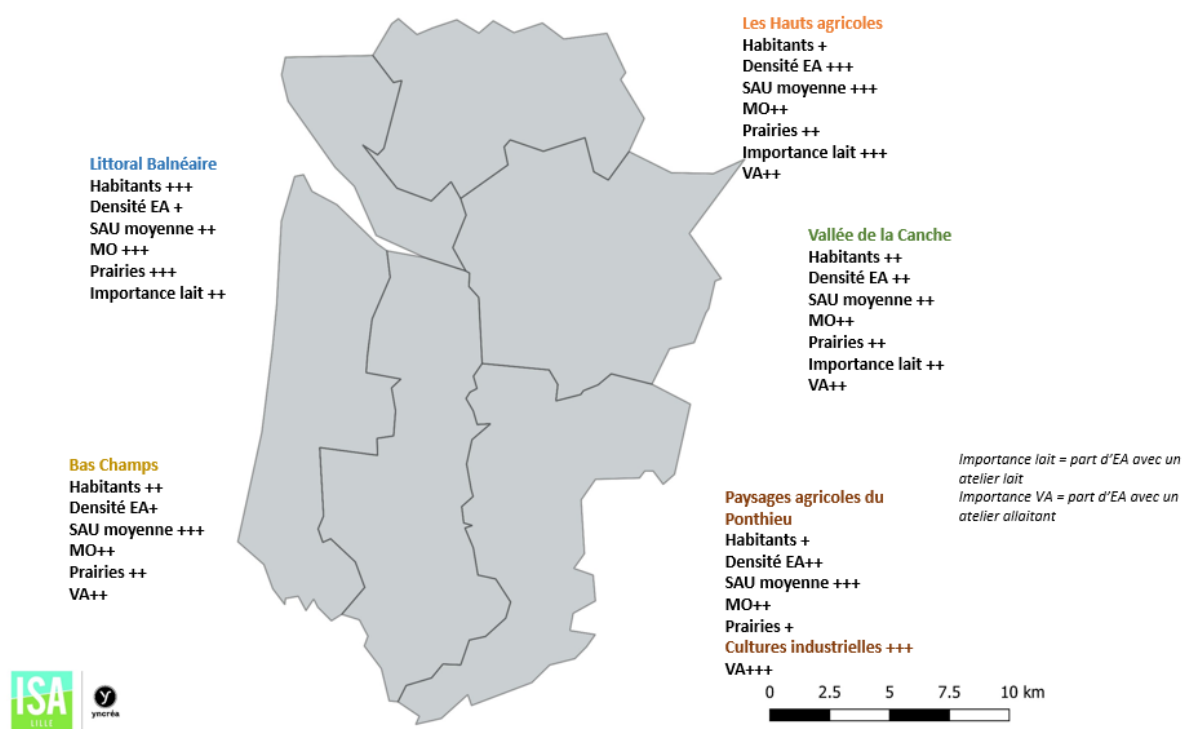 Les Hauts agricoles
Habitants +
Densité EA +++
SAU moyenne +++
MO++
Prairies ++
Importance lait +++
VA++
Littoral Balnéaire
Habitants +++
Densité EA +
SAU moyenne ++
MO +++
Prairies +++
Importance lait ++
Vallée de la Canche
Habitants ++
Densité EA ++
SAU moyenne ++
MO++
Prairies ++
Importance lait ++
VA++
Bas Champs
Habitants ++
Densité EA+
SAU moyenne +++
MO++
Prairies ++
VA++
Importance lait = part d'EA avec un
atelier lait
Importance VA = part d'EA avec un
atelier allaitant
Paysages agricoles du
Ponthieu
Habitants +
Densité EA++
SAU moyenne +++
MO++
Prairies +
Cultures industrielles +++
VA+++
0 2.5 5 7.5 10 km
ISA
LILLE
yncréa